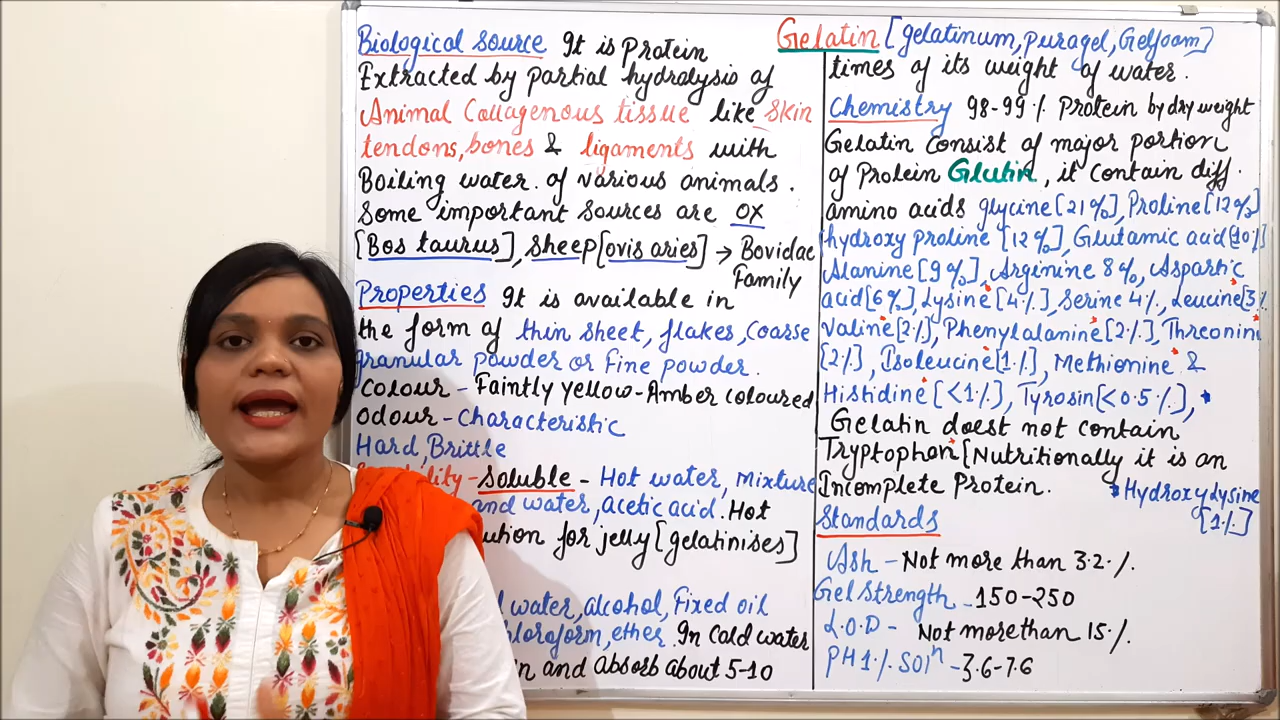 Gelatin [gelatinum, puragel, Gelfoam]
Biological source It is Protein
Extracted by partial hydrolysis of
Animal Collagenous tissue like skin
tendons, bones & ligaments with
Boiling water. of various animals.
Some important sources are ox
[Bos taurus], sheep [ovis aries] → Bovidae
Family
Properties It is available in
the form of thin sheet, flakes, coarse
granular powder or fine powder.
Colour - Faintly yellow - Amber coloured
Odour - Characteristic
Hard, Brittle
lity - Soluble - Hot water, Mixture
and water, acetic acid. Hot
ution for jelly [gelatinises]
water, alcohol, Fixed oil
hloroform, ether. In Cold water
n and Absorb about 5-10
times of its weight of water.
Chemistry 98-99% Protein by dry weight
Gelatin consist of major portion
of Protein Glutin, it contain diff.
amino acids glycine [21%], Proline [12%]
hydroxy proline [12%], Glutamic acid [10%]
Alanine [9%], Arginine 8%, Aspartic
acid [6%], Lysine [4%], Serine 4%, Leucine [3%
Valine [2%], Phenylalanine [2%], Threonin
[2%], Isoleucine [1%], Methionine &
Histidine [<1%], Tyrosin [<0.5%], *
Gelatin doest not contain
Tryptophan [Nutritionally it is an
Incomplete Protein. * Hydroxylysine
[1%]
Standards
Ash - Not more than 3.2%.
Gel Strength - 150-250
L.O.D - Not morethan 15%.
PH 1% Solⁿ - 3.6-7.6